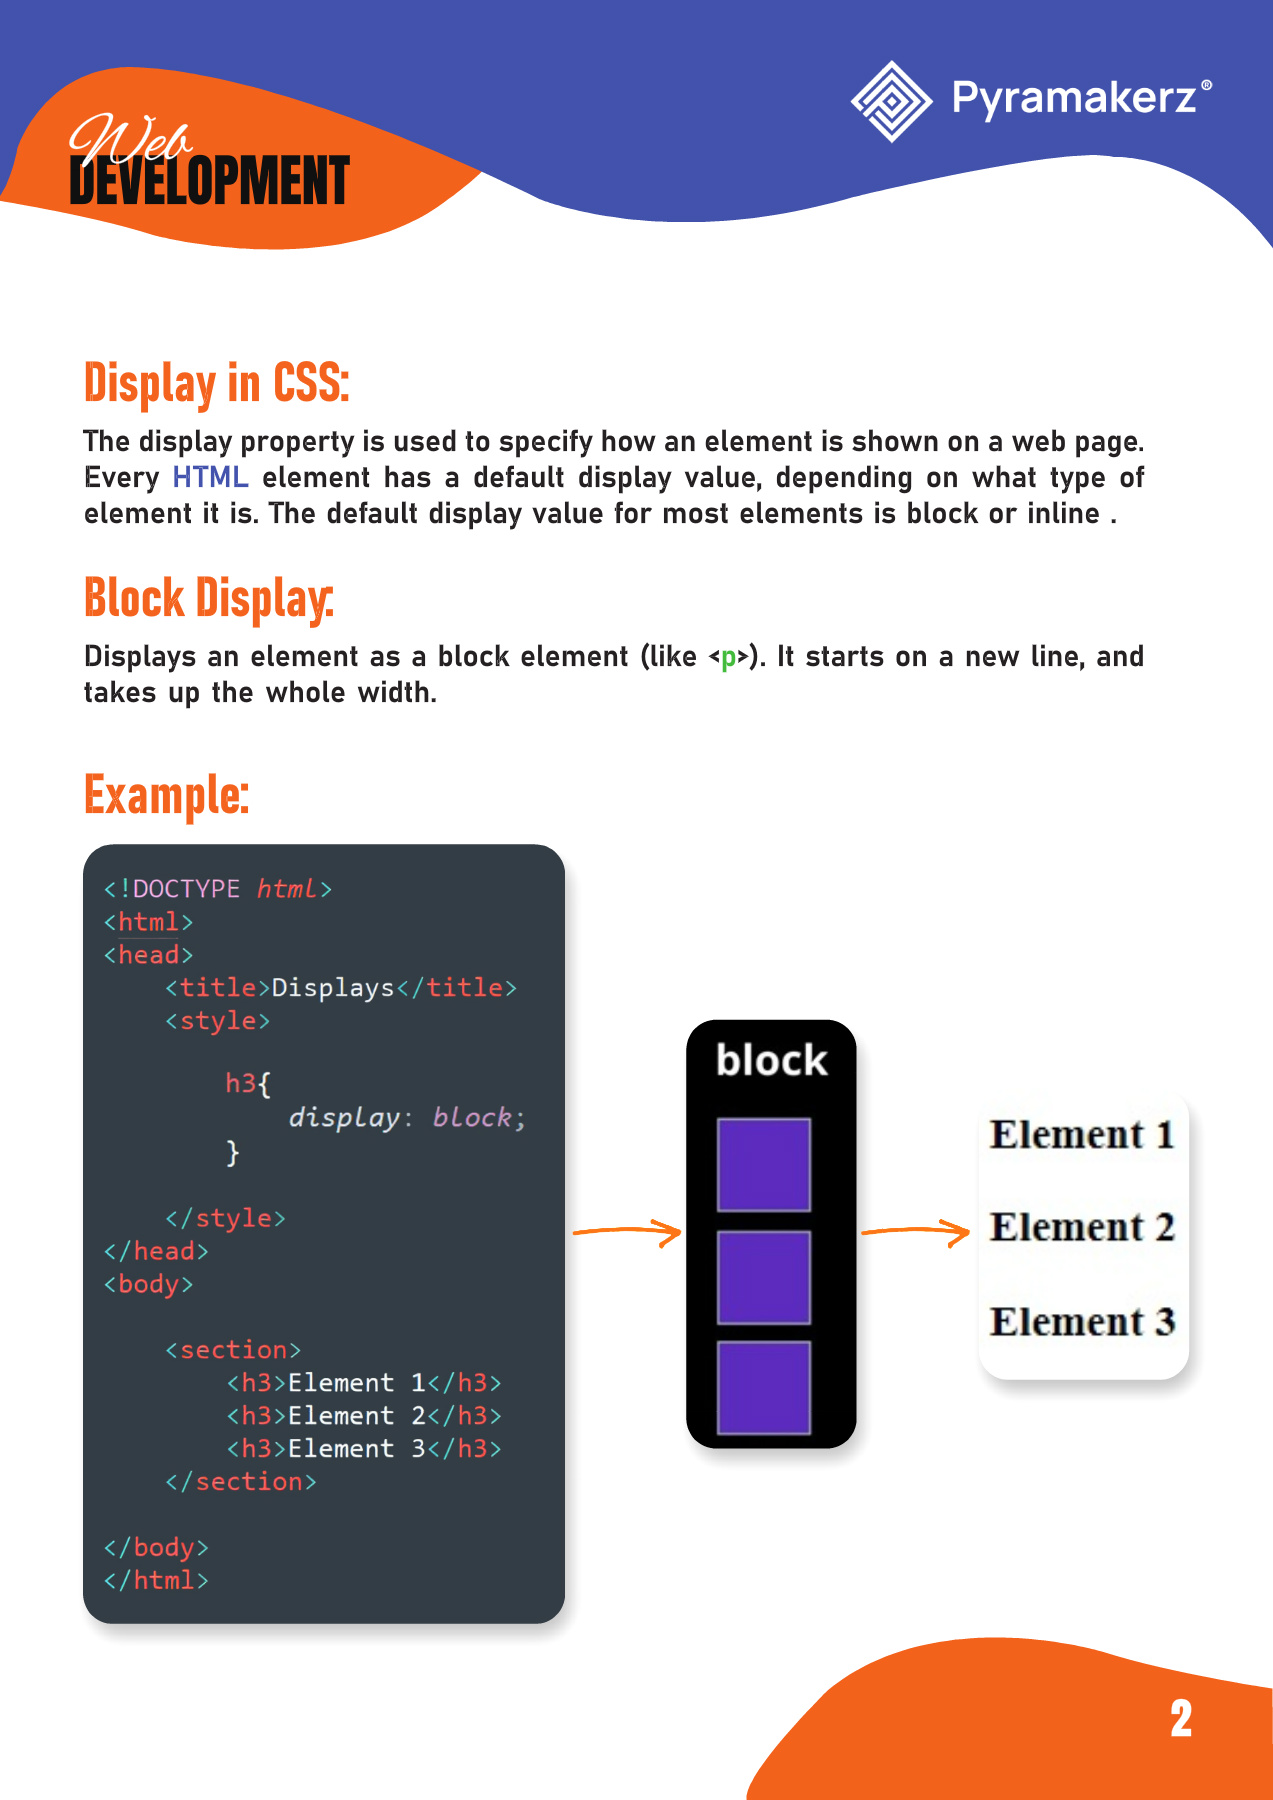 Web
DEVELOPMENT
Pyramakerz®
Display in CSS:
The display property is used to specify how an element is shown on a web page.
Every HTML element has a default display value, depending on what type of
element it is. The default display value for most elements is block or inline .
Block Display:
Displays an element as a block element (like <p>). It starts on a new line, and
takes up the whole width.
Example:
<!DOCTYPE html>
<html>
<head>
    <title>Displays</title>
    <style>
        h3{
            display: block;
        }
    </style>
</head>
<body>
    <section>
        <h3>Element 1</h3>
        <h3>Element 2</h3>
        <h3>Element 3</h3>
    </section>
</body>
</html>
block
Element 1
Element 2
Element 3
2